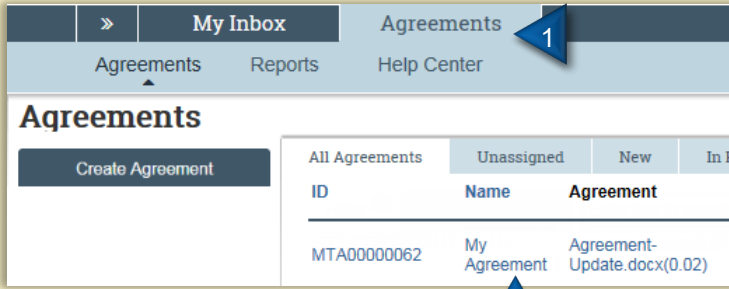 » My Inbox Agreements 1
Agreements Reports Help Center
Agreements
Create Agreement
All Agreements Unassigned New In
ID Name Agreement
MTA00000062 My Agreement-
Agreement Update.docx(0.02)